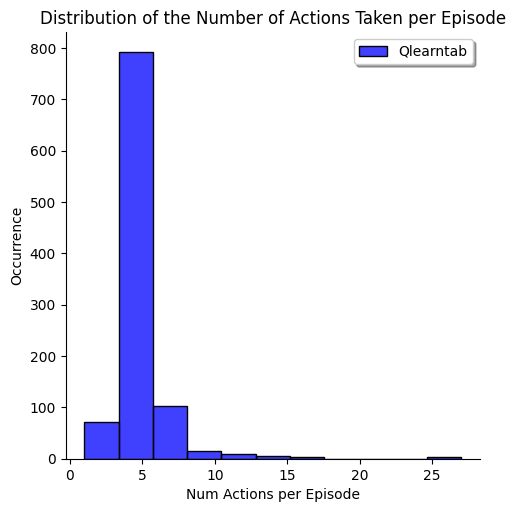 Distribution of the Number of Actions Taken per Episode
Qlearntab
800
700
600
500
400
300
200
100
0
Occurrence
0 5 10 15 20 25
Num Actions per Episode